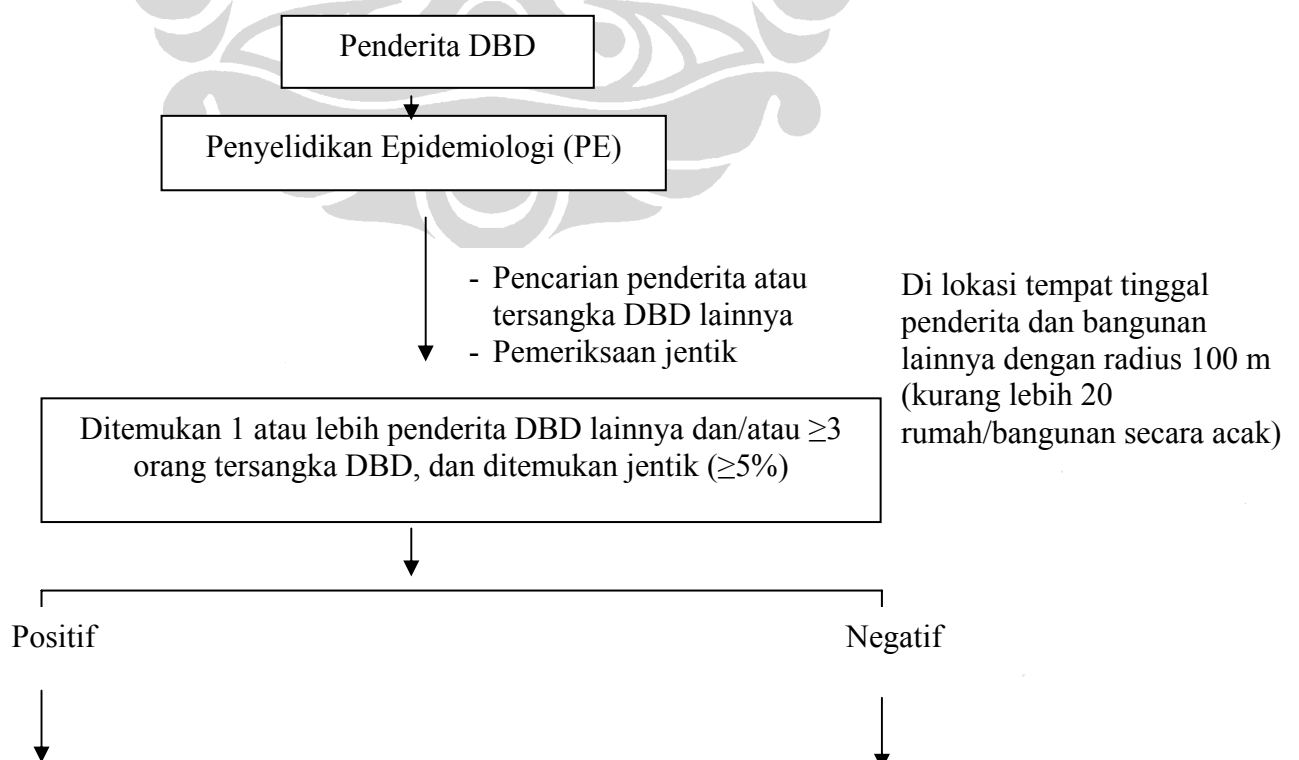 Penderita DBD
Penyelidikan Epidemiologi (PE)
- Pencarian penderita atau
tersangka DBD lainnya
- Pemeriksaan jentik
Di lokasi tempat tinggal
penderita dan bangunan
lainnya dengan radius 100 m
(kurang lebih 20
rumah/bangunan secara acak)
Ditemukan 1 atau lebih penderita DBD lainnya dan/atau ≥3
orang tersangka DBD, dan ditemukan jentik (≥5%)
Positif
Negatif